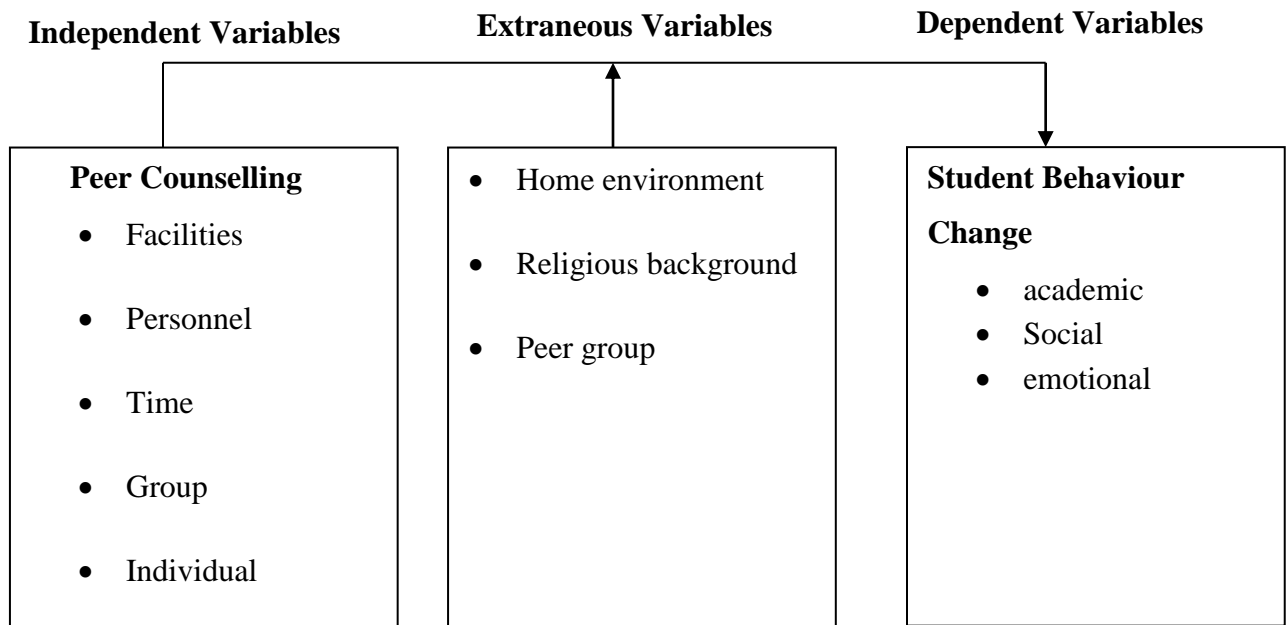 Independent Variables
Extraneous Variables
Dependent Variables
Peer Counselling
• Facilities
• Personnel
• Time
• Group
• Individual
• Home environment
• Religious background
• Peer group
Student Behaviour
Change
• academic
• Social
• emotional